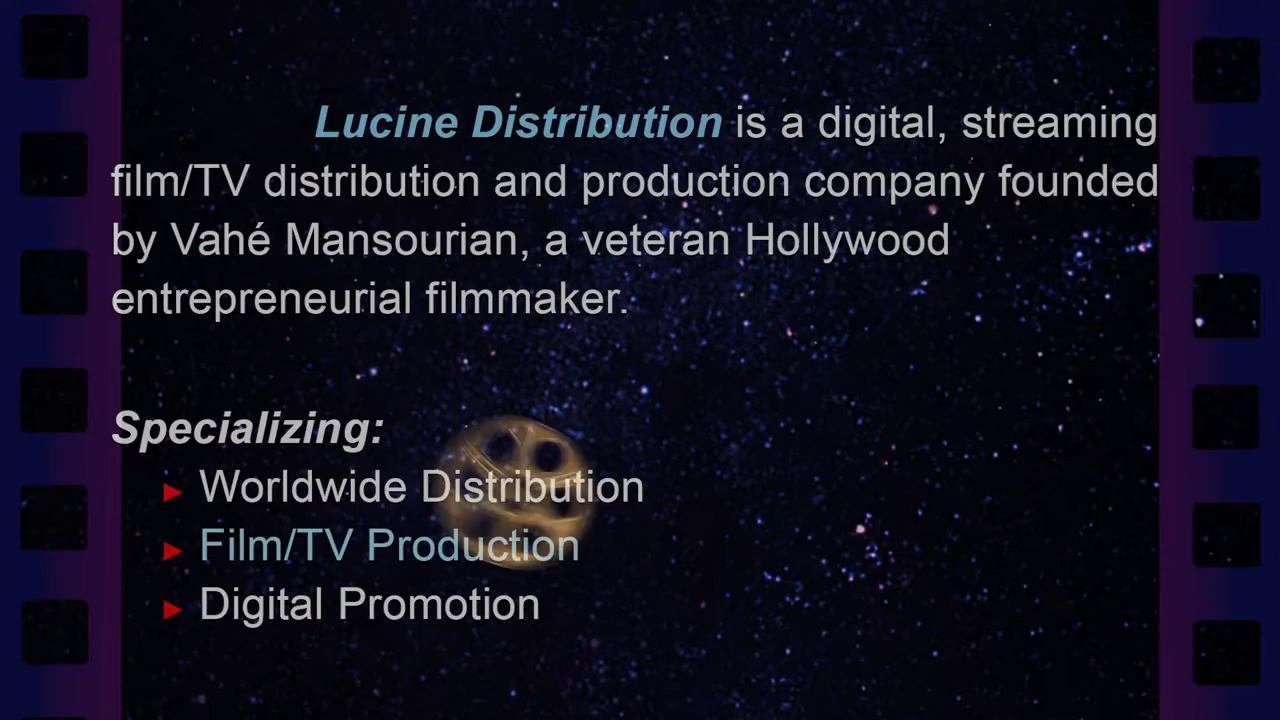 Lucine Distribution is a digital, streaming
film/TV distribution and production company founded
by Vahé Mansourian, a veteran Hollywood
entrepreneurial filmmaker.
Specializing:
► Worldwide Distribution
► Film/TV Production
► Digital Promotion